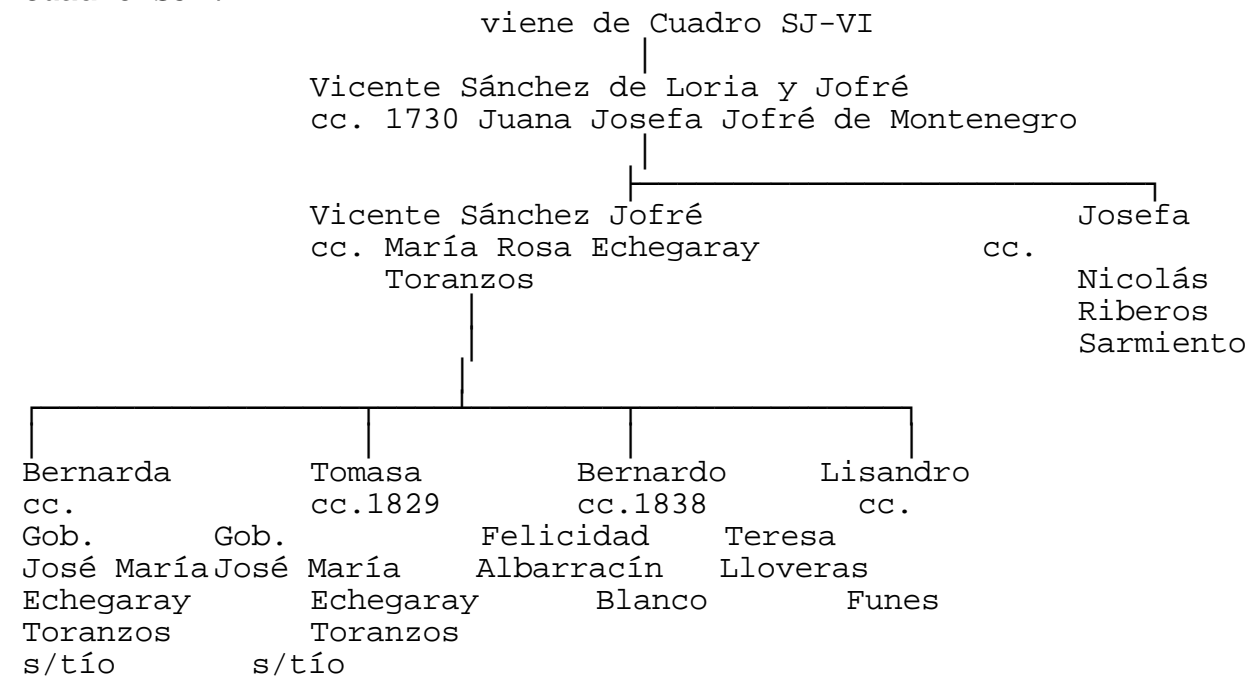 viene de Cuadro SJ-VI
Vicente Sánchez de Loria y Jofré
cc. 1730 Juana Josefa Jofré de Montenegro
Vicente Sánchez Jofré Josefa
cc. María Rosa Echegaray cc.
Toranzos Nicolás
Riberos
Sarmiento
Bernarda Tomasa Bernardo Lisandro
cc. cc.1829 cc.1838 cc.
Gob. Gob. Felicidad Teresa
José María José María Albarracín Lloveras
Echegaray Echegaray Blanco Funes
Toranzos Toranzos
s/tío s/tío